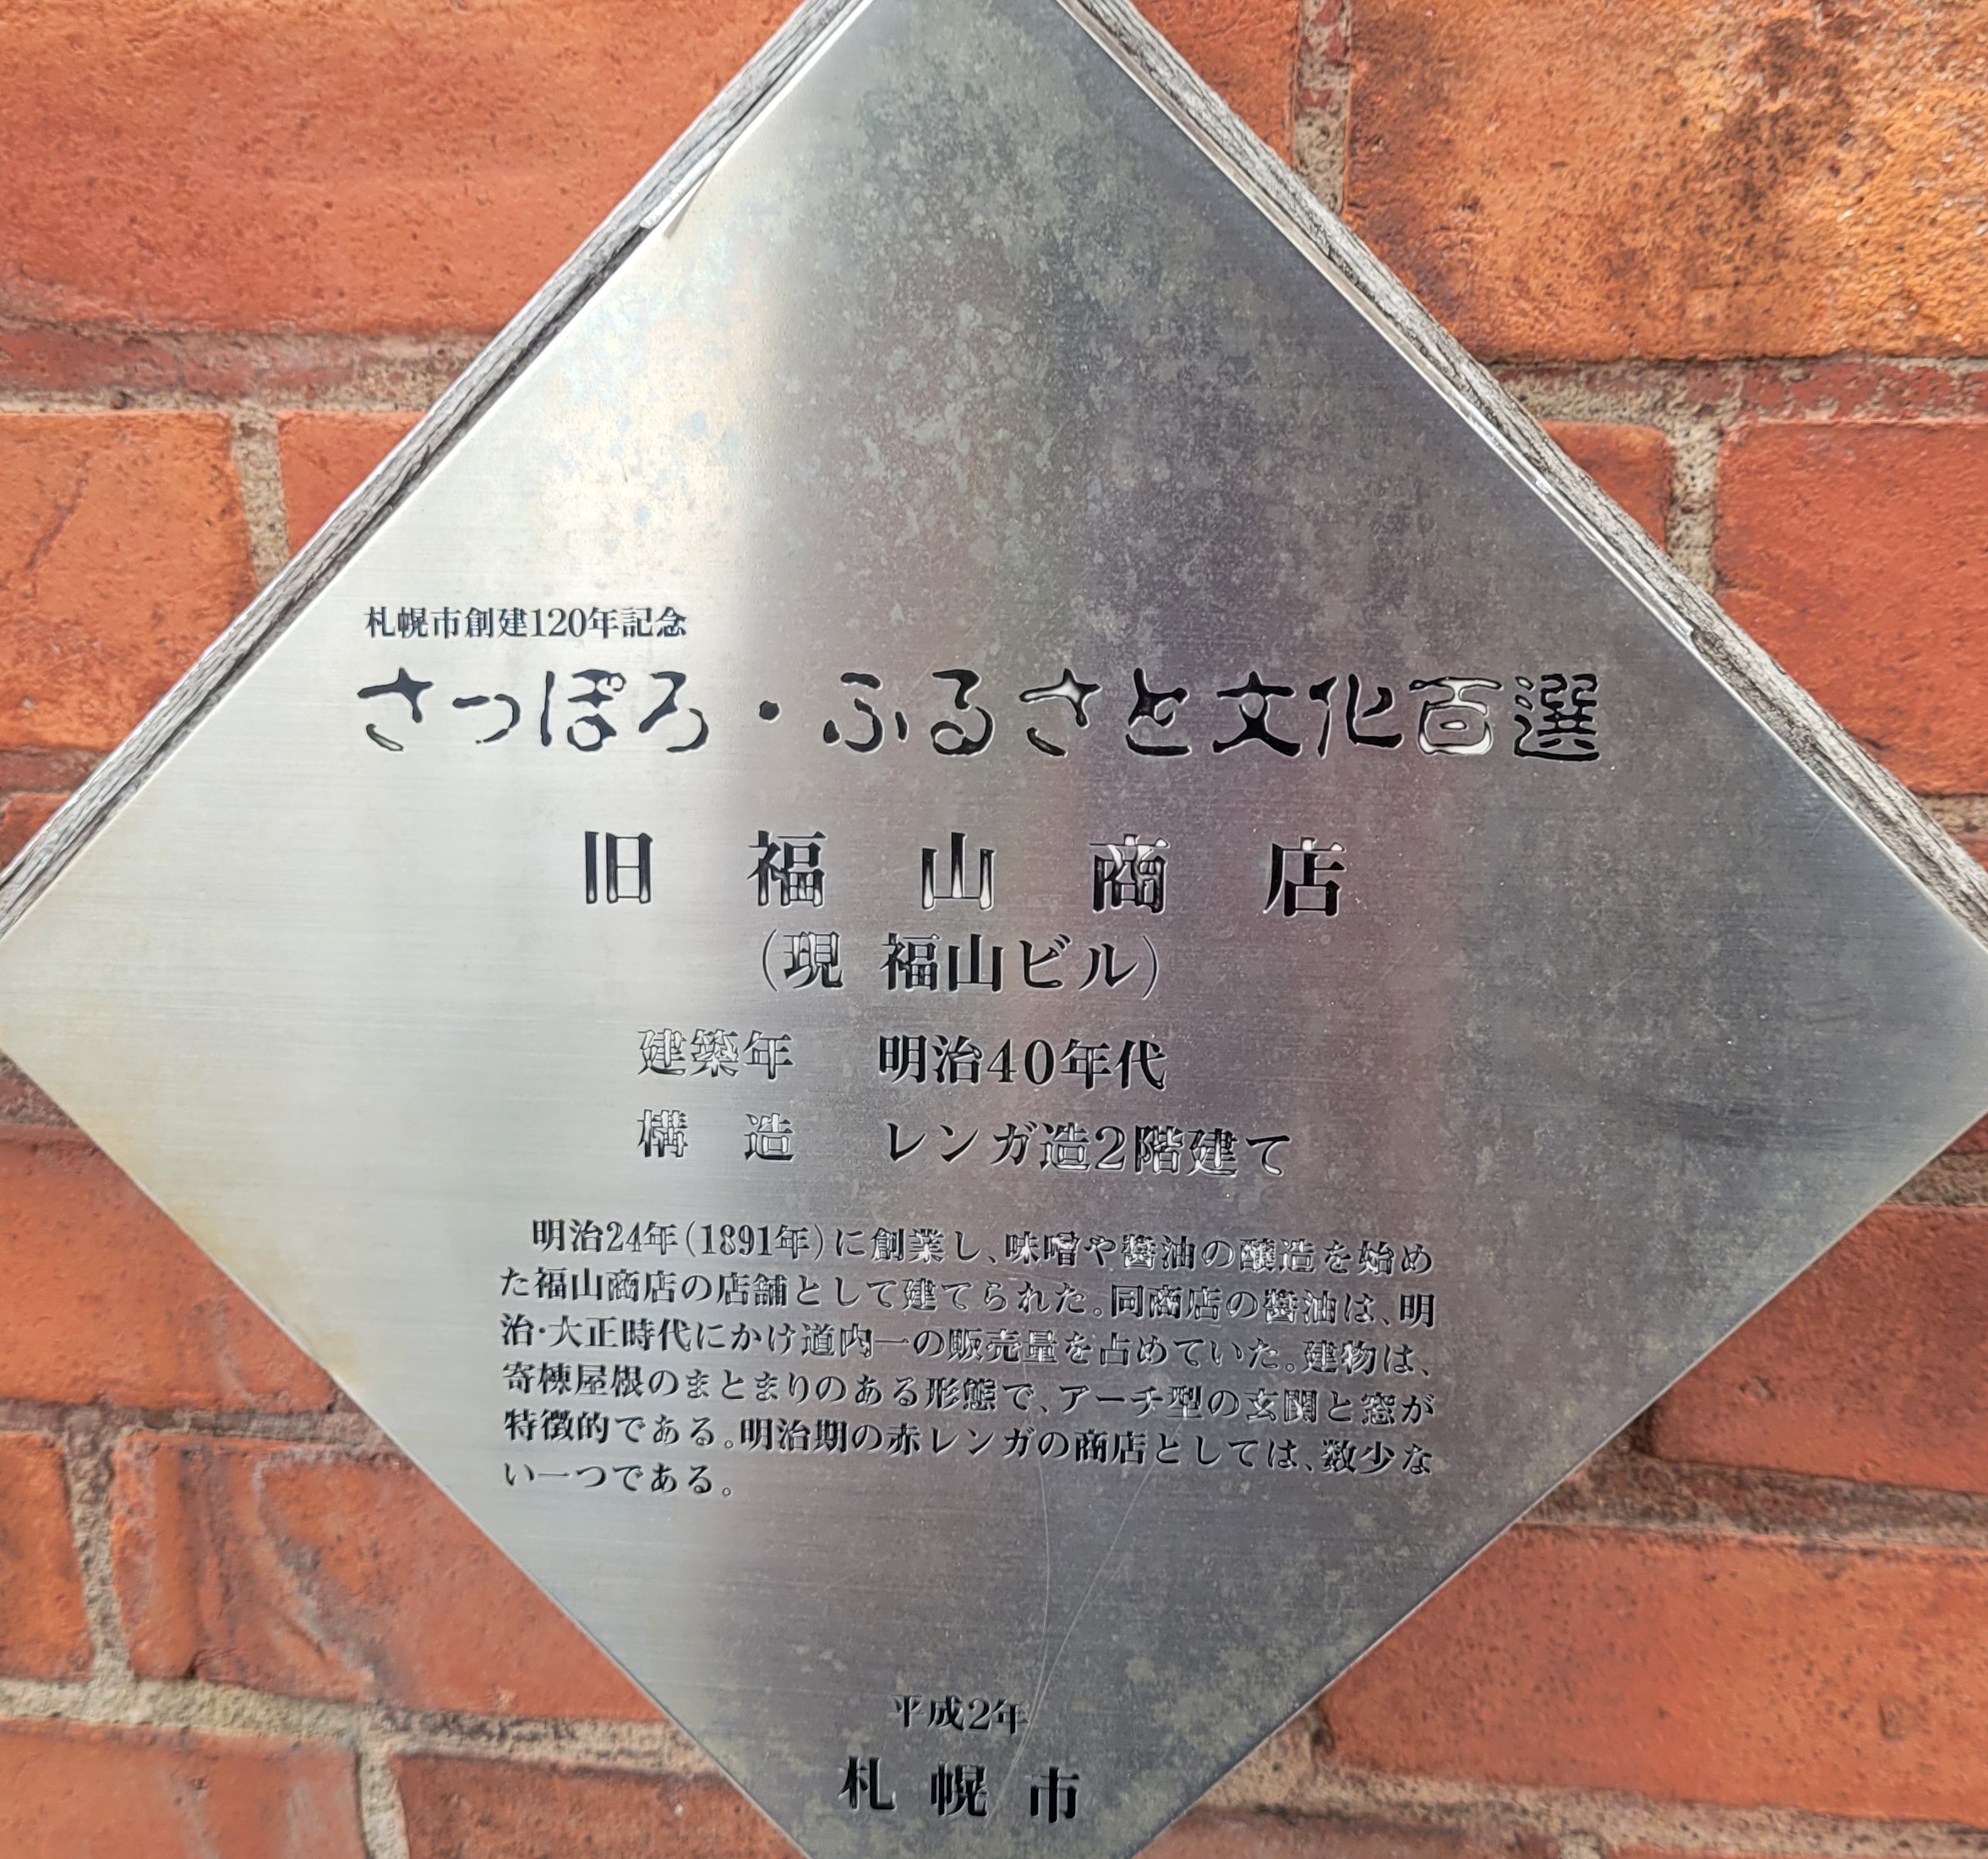 札幌市創建120年記念
さっぽろ・ふるさと文化百選
旧福山商店
(現 福山ビル)
建築年 明治40年代
構造 レンガ造2階建て
明治24年(1891年)に創業し、味噌や醬油の醸造を始め
た福山商店の店舗として建てられた。同商店の醬油は、明
治・大正時代にかけ道内一の販売量を占めていた。建物は、
寄棟屋根のまとまりのある形態で、アーチ型の玄関と窓が
特徴的である。明治期の赤レンガの商店としては、数少な
い一つである。
平成2年
札幌市